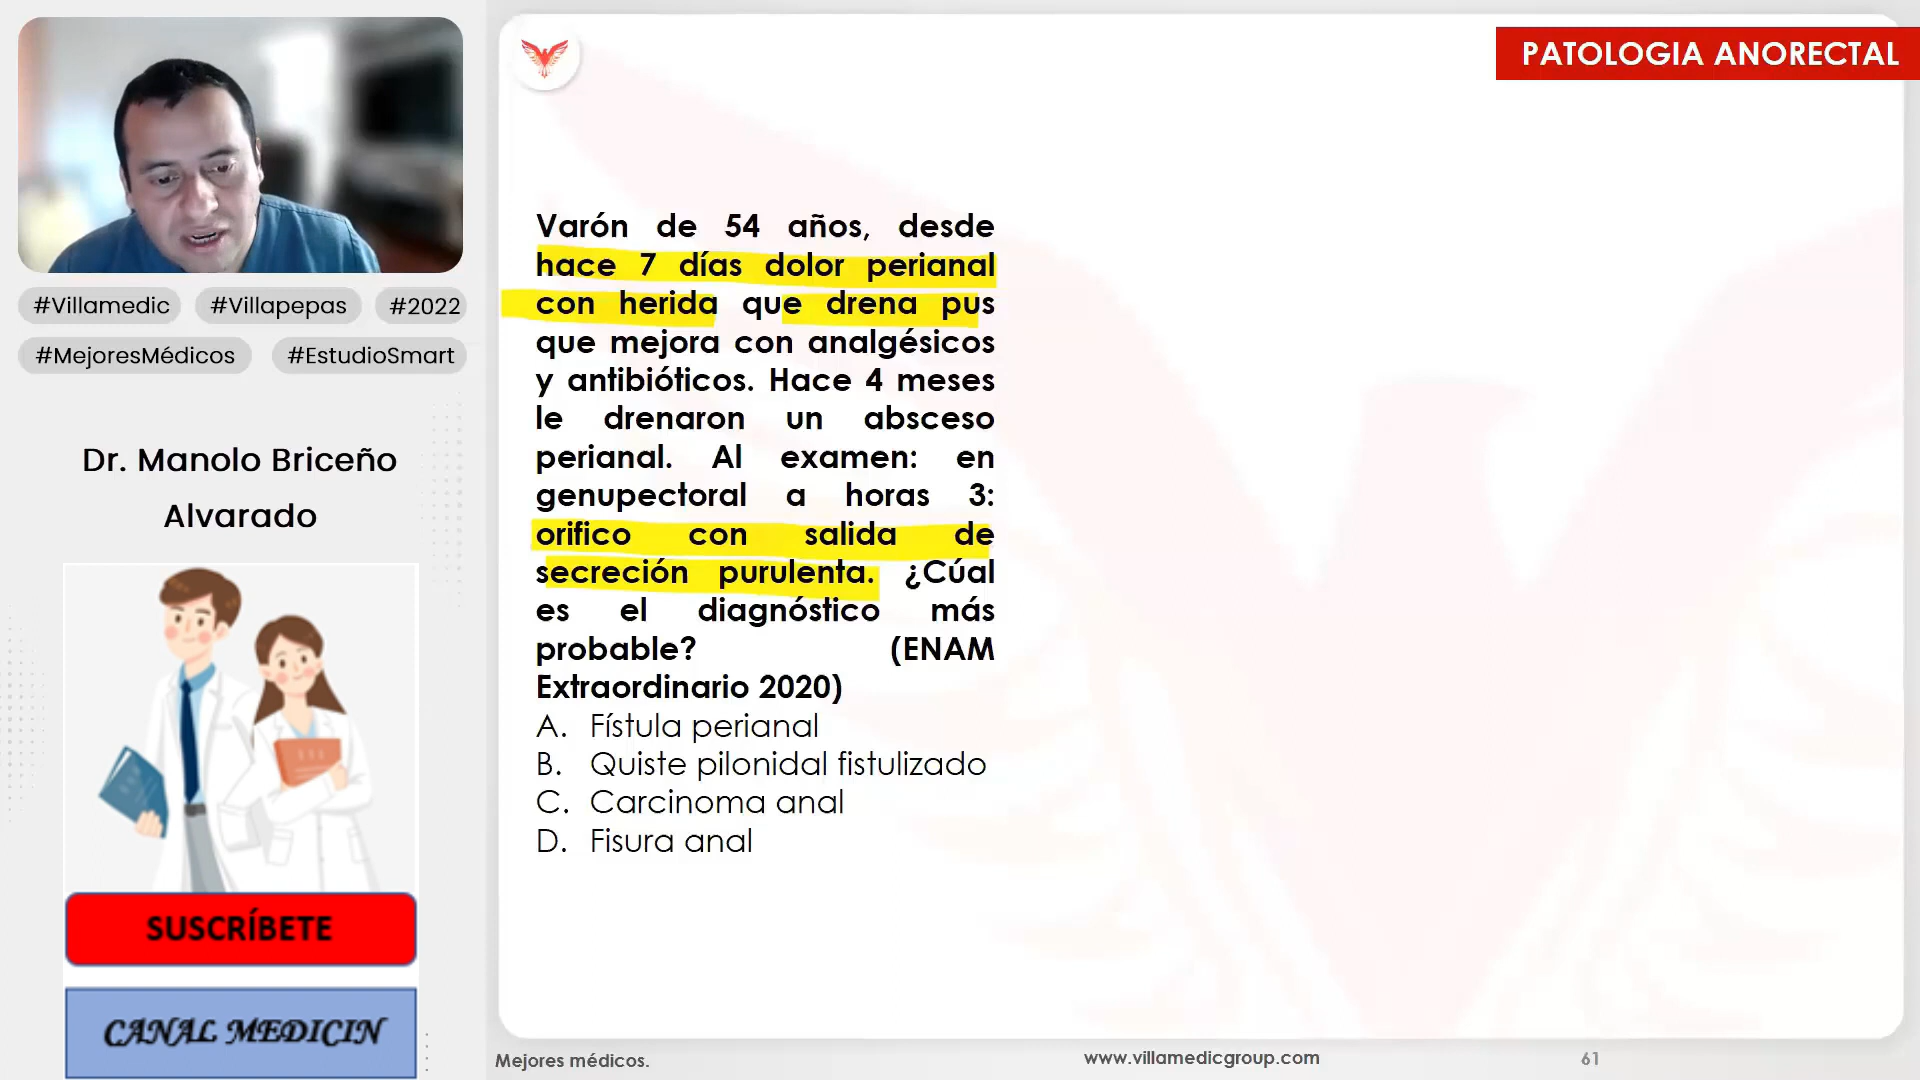 PATOLOGIA ANORECTAL
#Villamedic #Villapepas #2022
#MejoresMédicos #EstudioSmart
Dr. Manolo Briceño
Alvarado
SUSCRÍBETE
CANAL MEDICIN
Varón de 54 años, desde
hace 7 días dolor perianal
con herida que drena pus
que mejora con analgésicos
y antibióticos. Hace 4 meses
le drenaron un absceso
perianal. Al examen: en
genupectoral a horas 3:
orifico con salida de
secreción purulenta. ¿Cúal
es el diagnóstico más
probable? (ENAM
Extraordinario 2020)
A. Fístula perianal
B. Quiste pilonidal fistulizado
C. Carcinoma anal
D. Fisura anal
Mejores médicos.
www.villamedicgroup.com
61